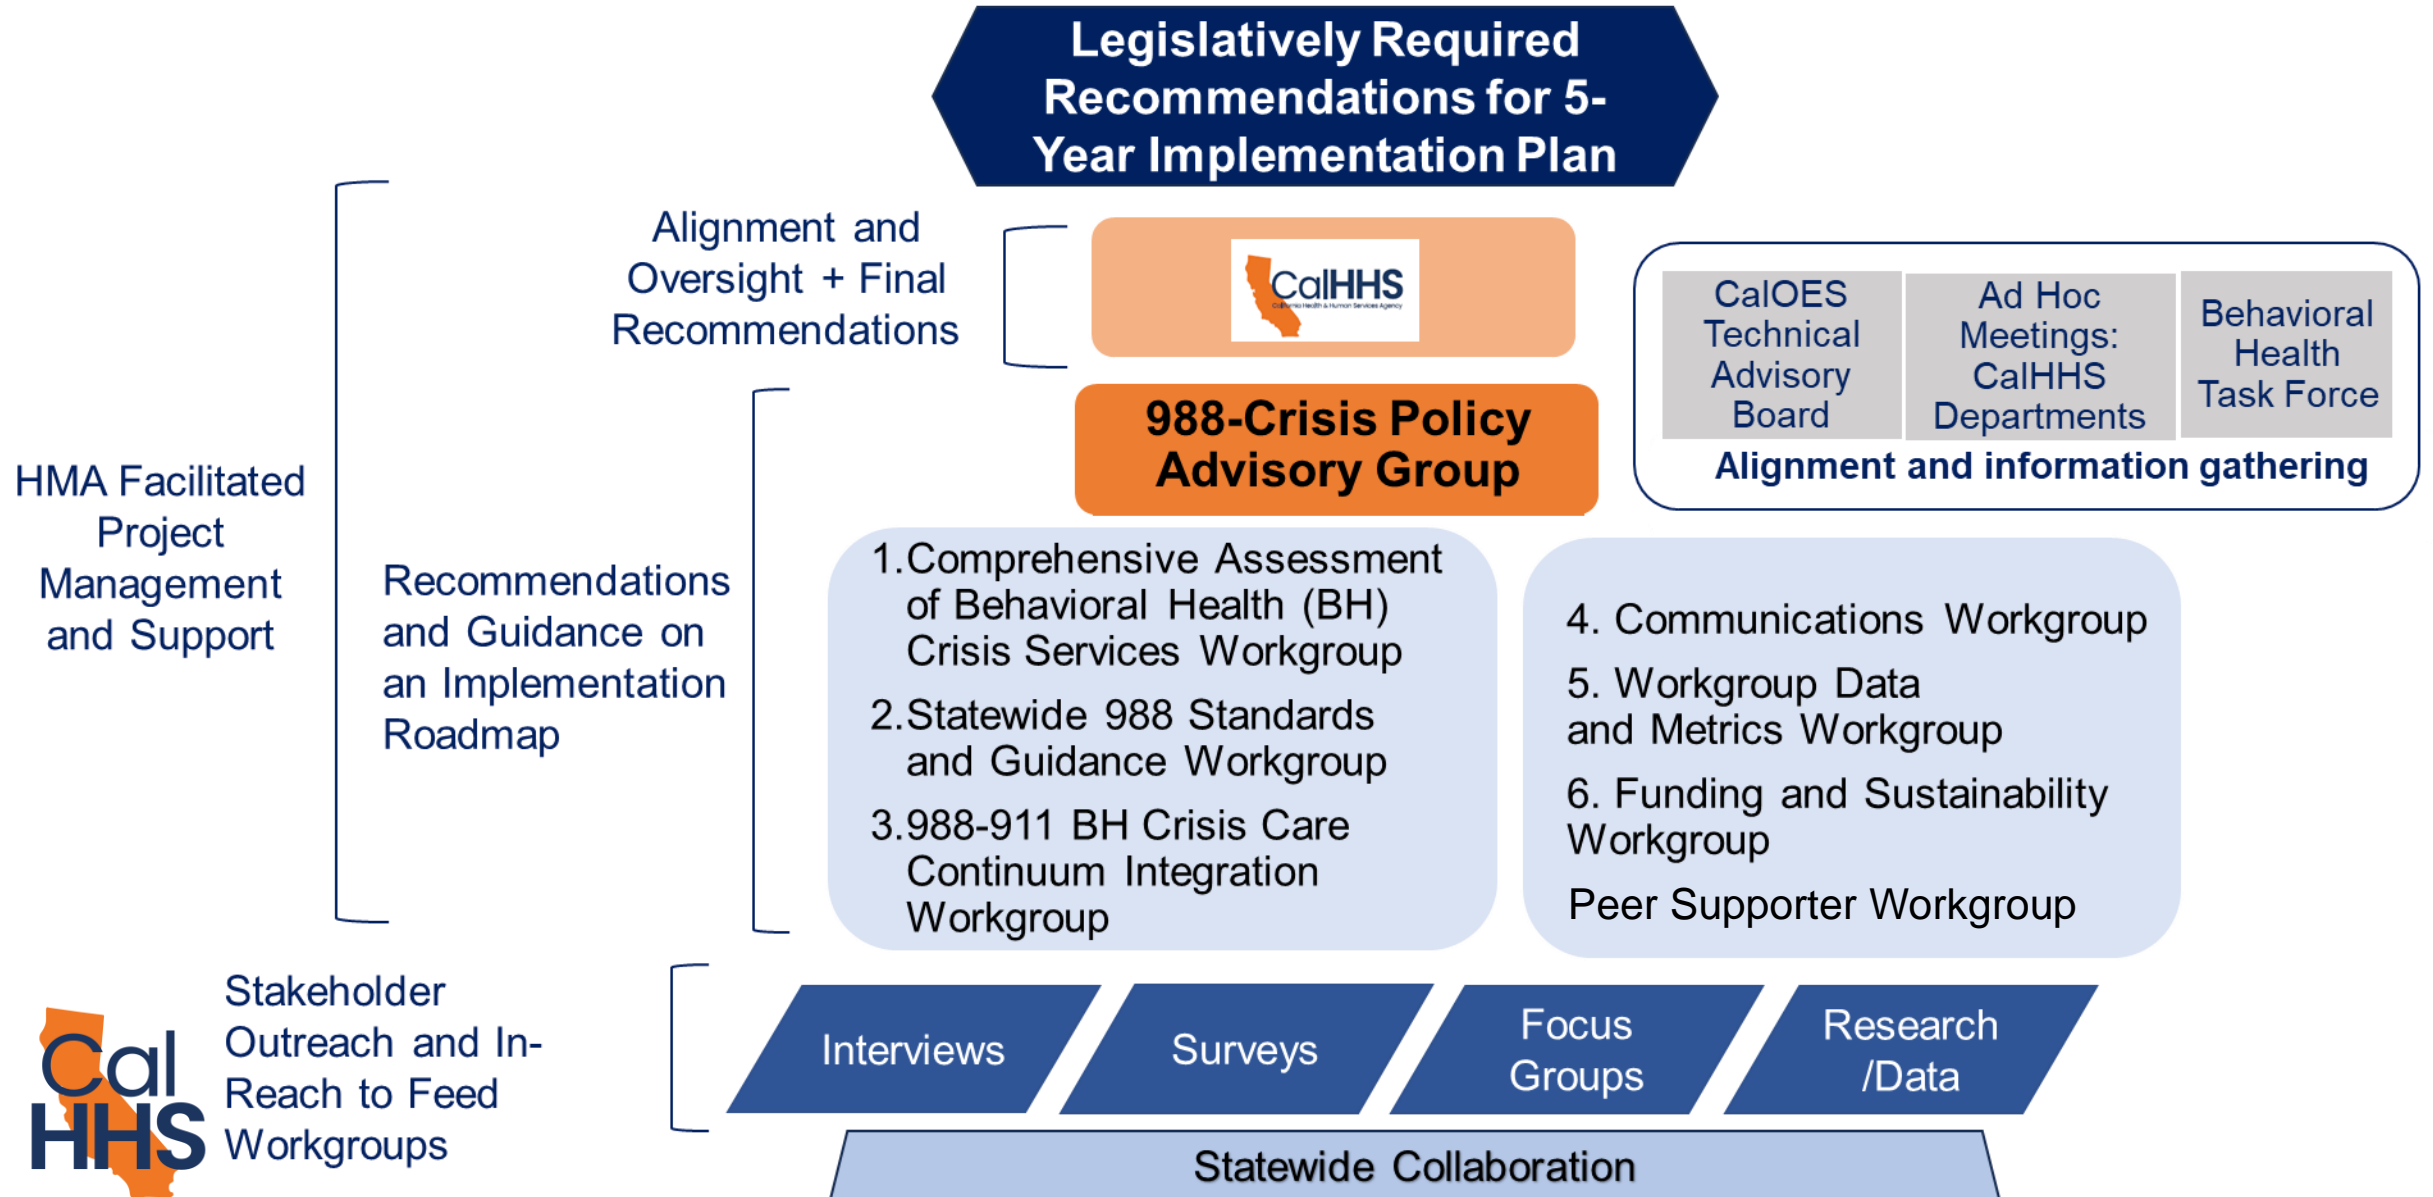 Legislatively Required
Recommendations for 5-
Year Implementation Plan
Alignment and
Oversight + Final
Recommendations
CalHHS
California Health & Human Services Agency
CalOES
Technical
Advisory
Board
Ad Hoc
Meetings:
CalHHS
Departments
Behavioral
Health
Task Force
Alignment and information gathering
988-Crisis Policy
Advisory Group
HMA Facilitated
Project
Management
and Support
Recommendations
and Guidance on
an Implementation
Roadmap
1.Comprehensive Assessment
of Behavioral Health (BH)
Crisis Services Workgroup
2.Statewide 988 Standards
and Guidance Workgroup
3.988-911 BH Crisis Care
Continuum Integration
Workgroup
4. Communications Workgroup
5. Workgroup Data
and Metrics Workgroup
6. Funding and Sustainability
Workgroup
Peer Supporter Workgroup
Stakeholder
Outreach and In-
Reach to Feed
Workgroups
Interviews
Surveys
Focus
Groups
Research
/Data
Statewide Collaboration
Cal
HHS